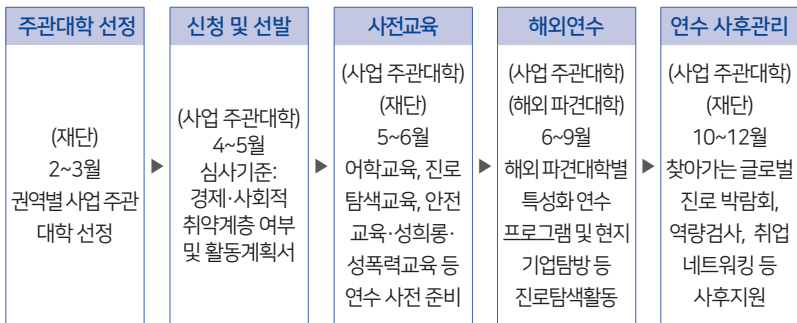 주관대학 선정
(재단)
2~3월
권역별 사업 주관
대학 선정
신청 및 선발
(사업 주관대학)
4~5월
심사기준:
경제·사회적
취약계층 여부
및 활동계획서
사전교육
(사업 주관대학)
(재단)
5~6월
어학교육, 진로
탐색교육, 안전
교육·성희롱·
성폭력교육 등
연수 사전 준비
해외연수
(사업 주관대학)
(해외 파견대학)
6~9월
해외 파견대학별
특성화 연수
프로그램 및 현지
기업탐방 등
진로탐색활동
연수 사후관리
(사업 주관대학)
(재단)
10~12월
찾아가는 글로벌
진로 박람회,
역량검사, 취업
네트워킹 등
사후지원